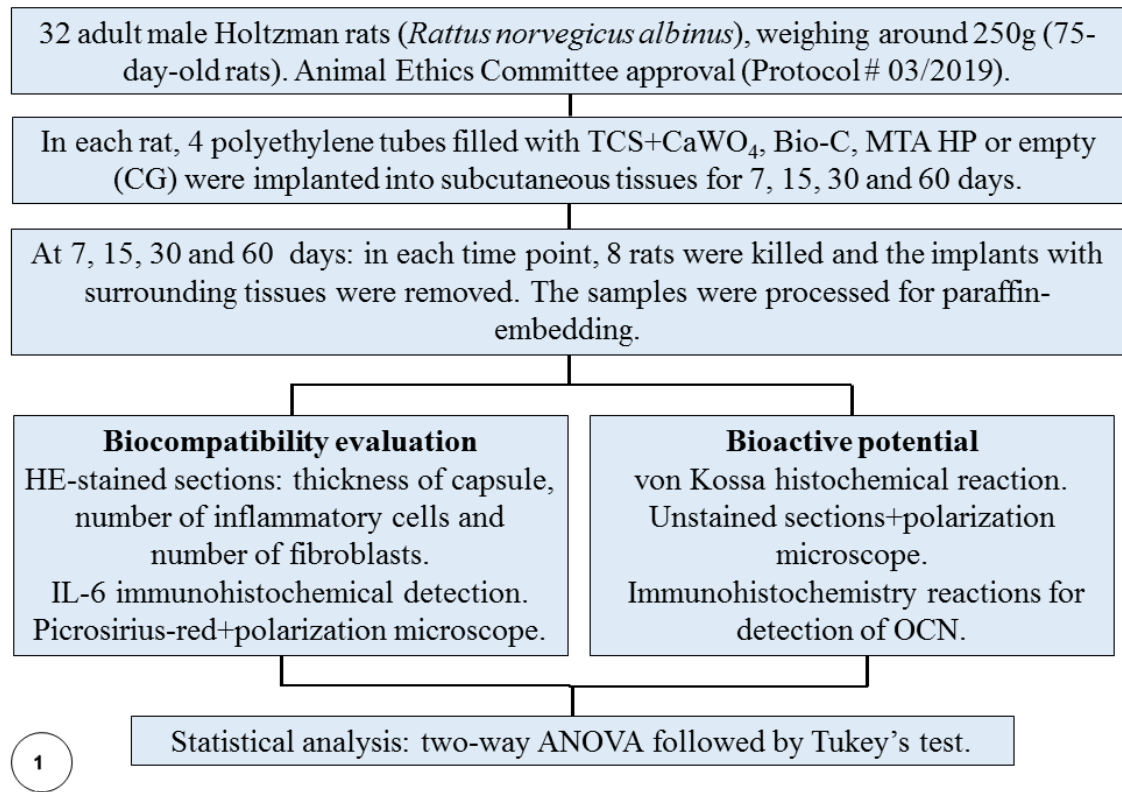 32 adult male Holtzman rats (Rattus norvegicus albinus), weighing around 250g (75-
day-old rats). Animal Ethics Committee approval (Protocol # 03/2019).
In each rat, 4 polyethylene tubes filled with TCS+CaWO₄, Bio-C, MTA HP or empty
(CG) were implanted into subcutaneous tissues for 7, 15, 30 and 60 days.
At 7, 15, 30 and 60 days: in each time point, 8 rats were killed and the implants with
surrounding tissues were removed. The samples were processed for paraffin-
embedding.
Biocompatibility evaluation
HE-stained sections: thickness of capsule,
number of inflammatory cells and
number of fibroblasts.
IL-6 immunohistochemical detection.
Picrosirius-red+polarization microscope.
Bioactive potential
von Kossa histochemical reaction.
Unstained sections+polarization
microscope.
Immunohistochemistry reactions for
detection of OCN.
Statistical analysis: two-way ANOVA followed by Tukey’s test.
1